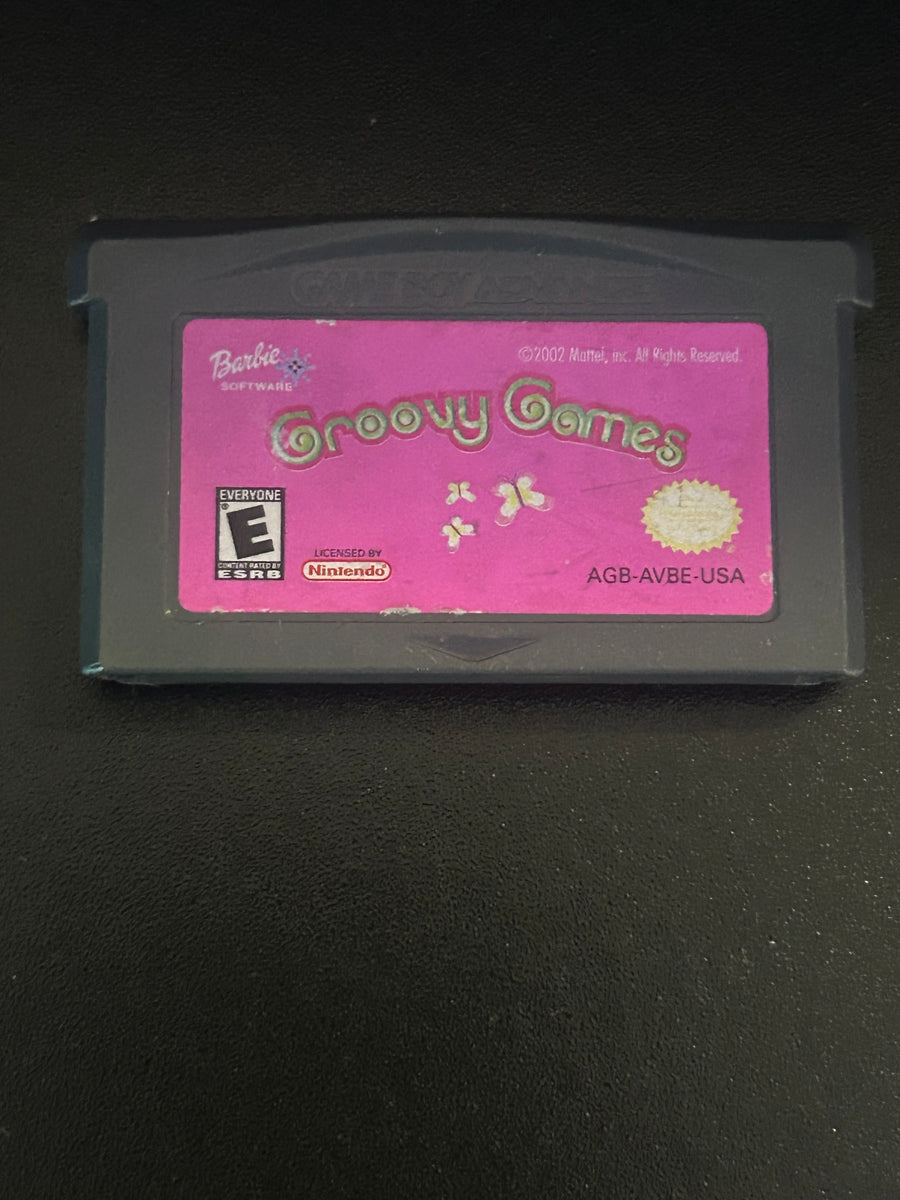 GAME BOY ADVANCE
Barbie
SOFTWARE
©2002 Mattel, Inc. All Rights Reserved.
Groovy Games
EVERYONE
E
CONTENT RATED BY
ESRB
LICENSED BY
Nintendo®
AGB-AVBE-USA